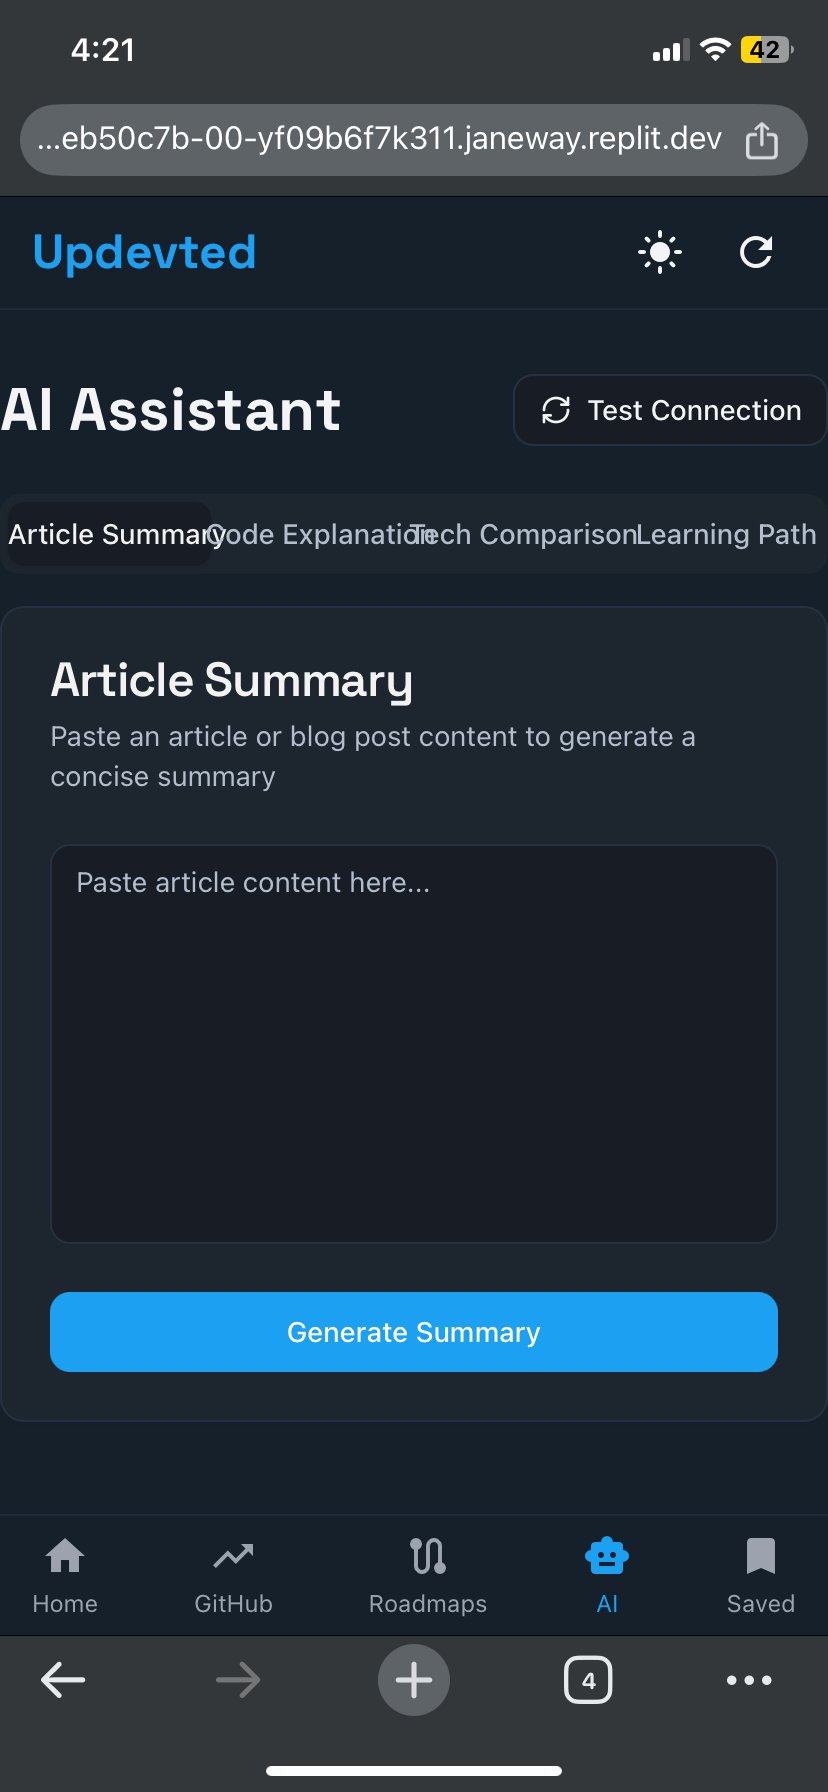 4:21
42
...eb50c7b-00-yf09b6f7k311.janeway.replit.dev
Updevted
AI Assistant
Test Connection
Article Summary Code Explanation Tech Comparison Learning Path
Article Summary
Paste an article or blog post content to generate a
concise summary
Paste article content here...
Generate Summary
Home GitHub Roadmaps AI Saved
4